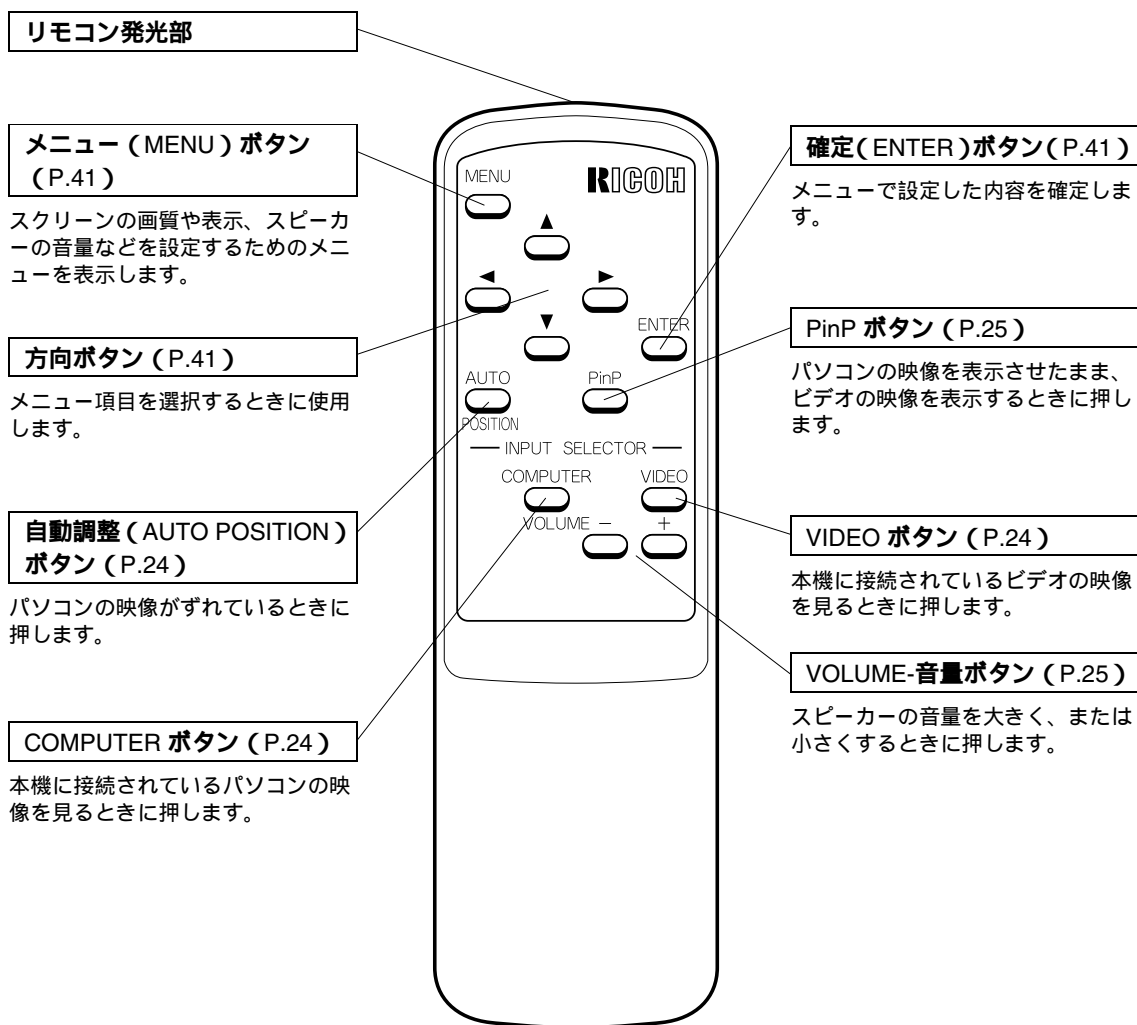 リモコン発光部
メニュー（MENU）ボタン
（P.41）
スクリーンの画質や表示、スピーカ
ーの音量などを設定するためのメニ
ューを表示します。
方向ボタン（P.41）
メニュー項目を選択するときに使用
します。
自動調整（AUTO POSITION）
ボタン（P.24）
パソコンの映像がずれているときに
押します。
COMPUTER ボタン（P.24）
本機に接続されているパソコンの映
像を見るときに押します。
MENU
RICOH
▲
◀ ▶
▼
ENTER
AUTO
POSITION
PinP
INPUT SELECTOR
COMPUTER
VIDEO
VOLUME − +
確定（ENTER）ボタン（P.41）
メニューで設定した内容を確定しま
す。
PinP ボタン（P.25）
パソコンの映像を表示させたまま、
ビデオの映像を表示するときに押し
ます。
VIDEO ボタン（P.24）
本機に接続されているビデオの映像
を見るときに押します。
VOLUME-音量ボタン（P.25）
スピーカーの音量を大きく、または
小さくするときに押します。